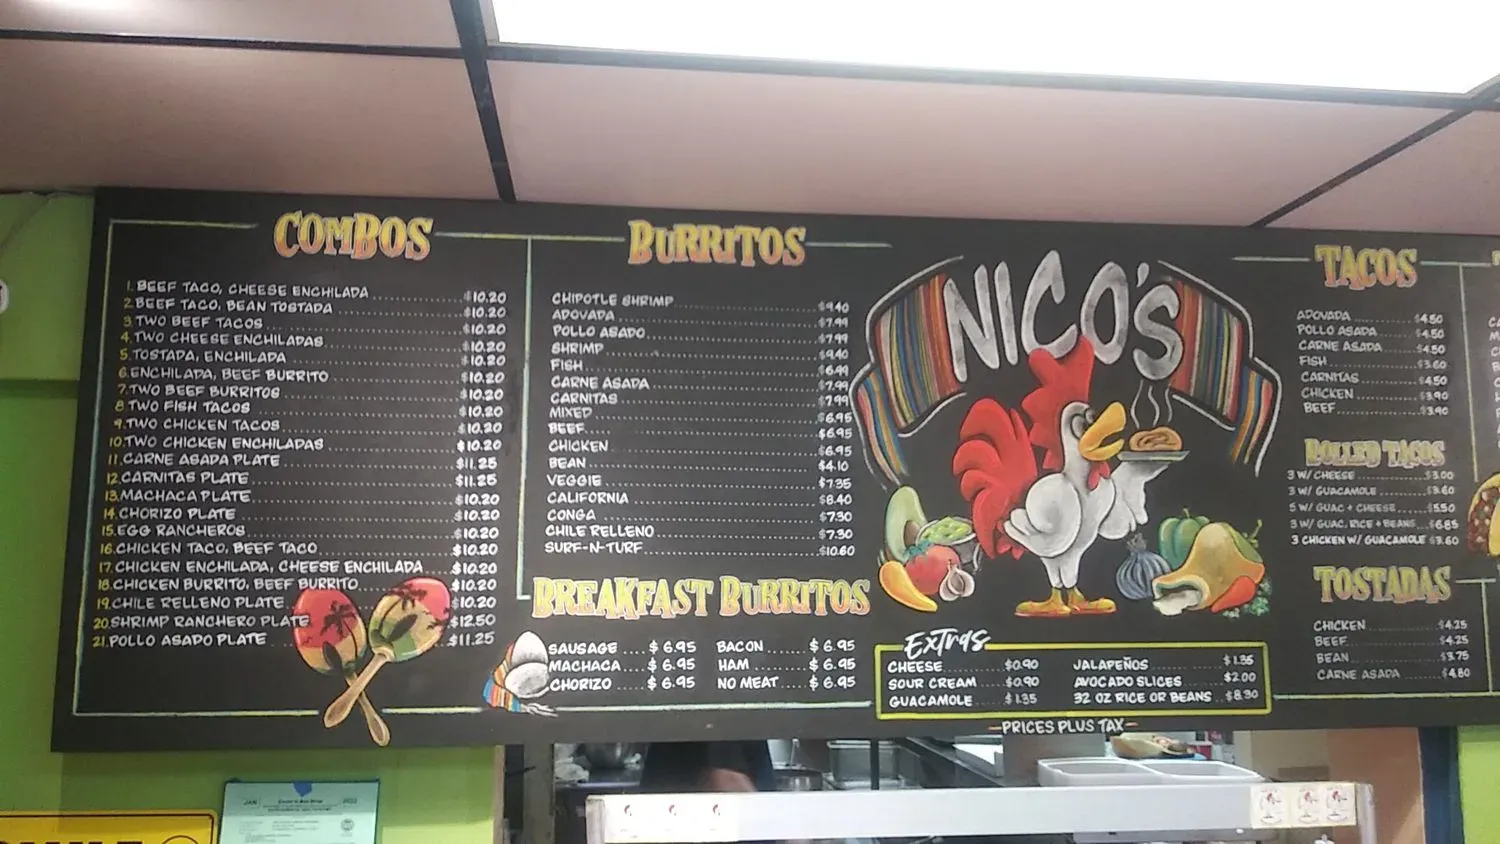 COMBOS
1. BEEF TACO, CHEESE ENCHILADA $10.20
2. BEEF TACO, BEAN TOSTADA $10.20
3. TWO BEEF TACOS $10.20
4. TWO CHEESE ENCHILADAS $10.20
5. TOSTADA, ENCHILADA $10.20
6. ENCHILADA, BEEF BURRITO $10.20
7. TWO BEEF BURRITOS $10.20
8. TWO FISH TACOS $10.20
9. TWO CHICKEN TACOS $10.20
10. TWO CHICKEN ENCHILADAS $10.20
11. CARNE ASADA PLATE $11.25
12. CARNITAS PLATE $11.25
13. MACHACA PLATE $10.20
14. CHORIZO PLATE $10.20
15. EGG RANCHEROS $10.20
16. CHICKEN TACO, BEEF TACO $10.20
17. CHICKEN ENCHILADA, CHEESE ENCHILADA $10.20
18. CHICKEN BURRITO, BEEF BURRITO $10.20
19. CHILE RELLENO PLATE $10.20
20. SHRIMP RANCHERO PLATE $12.50
21. POLLO ASADO PLATE $11.25
BURRITOS
CHIPOTLE SHRIMP $9.40
ADOVADA $7.99
POLLO ASADO $7.99
SHRIMP $9.40
FISH $6.99
CARNE ASADA $7.99
CARNITAS $7.99
MIXED $6.95
BEEF $6.95
CHICKEN $6.95
BEAN $4.10
VEGGIE $7.35
CALIFORNIA $8.40
CONGA $7.30
CHILE RELLENO $7.30
SURF-N-TURF $10.60
BREAKFAST BURRITOS
SAUSAGE $6.95 BACON $6.95
MACHACA $6.95 HAM $6.95
CHORIZO $6.95 NO MEAT $6.95
NICO'S
Extras
CHEESE $0.90 JALAPEÑOS $1.35
SOUR CREAM $0.90 AVOCADO SLICES $2.00
GUACAMOLE $1.35 32 OZ RICE OR BEANS $8.30
PRICES PLUS TAX
TACOS
ADOVADA $4.50
POLLO ASADA $4.50
CARNE ASADA $4.50
FISH $3.60
CARNITAS $4.50
CHICKEN $3.90
BEEF $3.90
ROLLED TACOS
3 W/ CHEESE $3.00
3 W/ GUACAMOLE $3.60
5 W/ GUAC + CHEESE $5.50
3 W/ GUAC, RICE + BEANS $6.85
3 CHICKEN W/ GUACAMOLE $3.60
TOSTADAS
CHICKEN $4.25
BEEF $4.25
BEAN $3.75
CARNE ASADA $4.80
JAN 2022